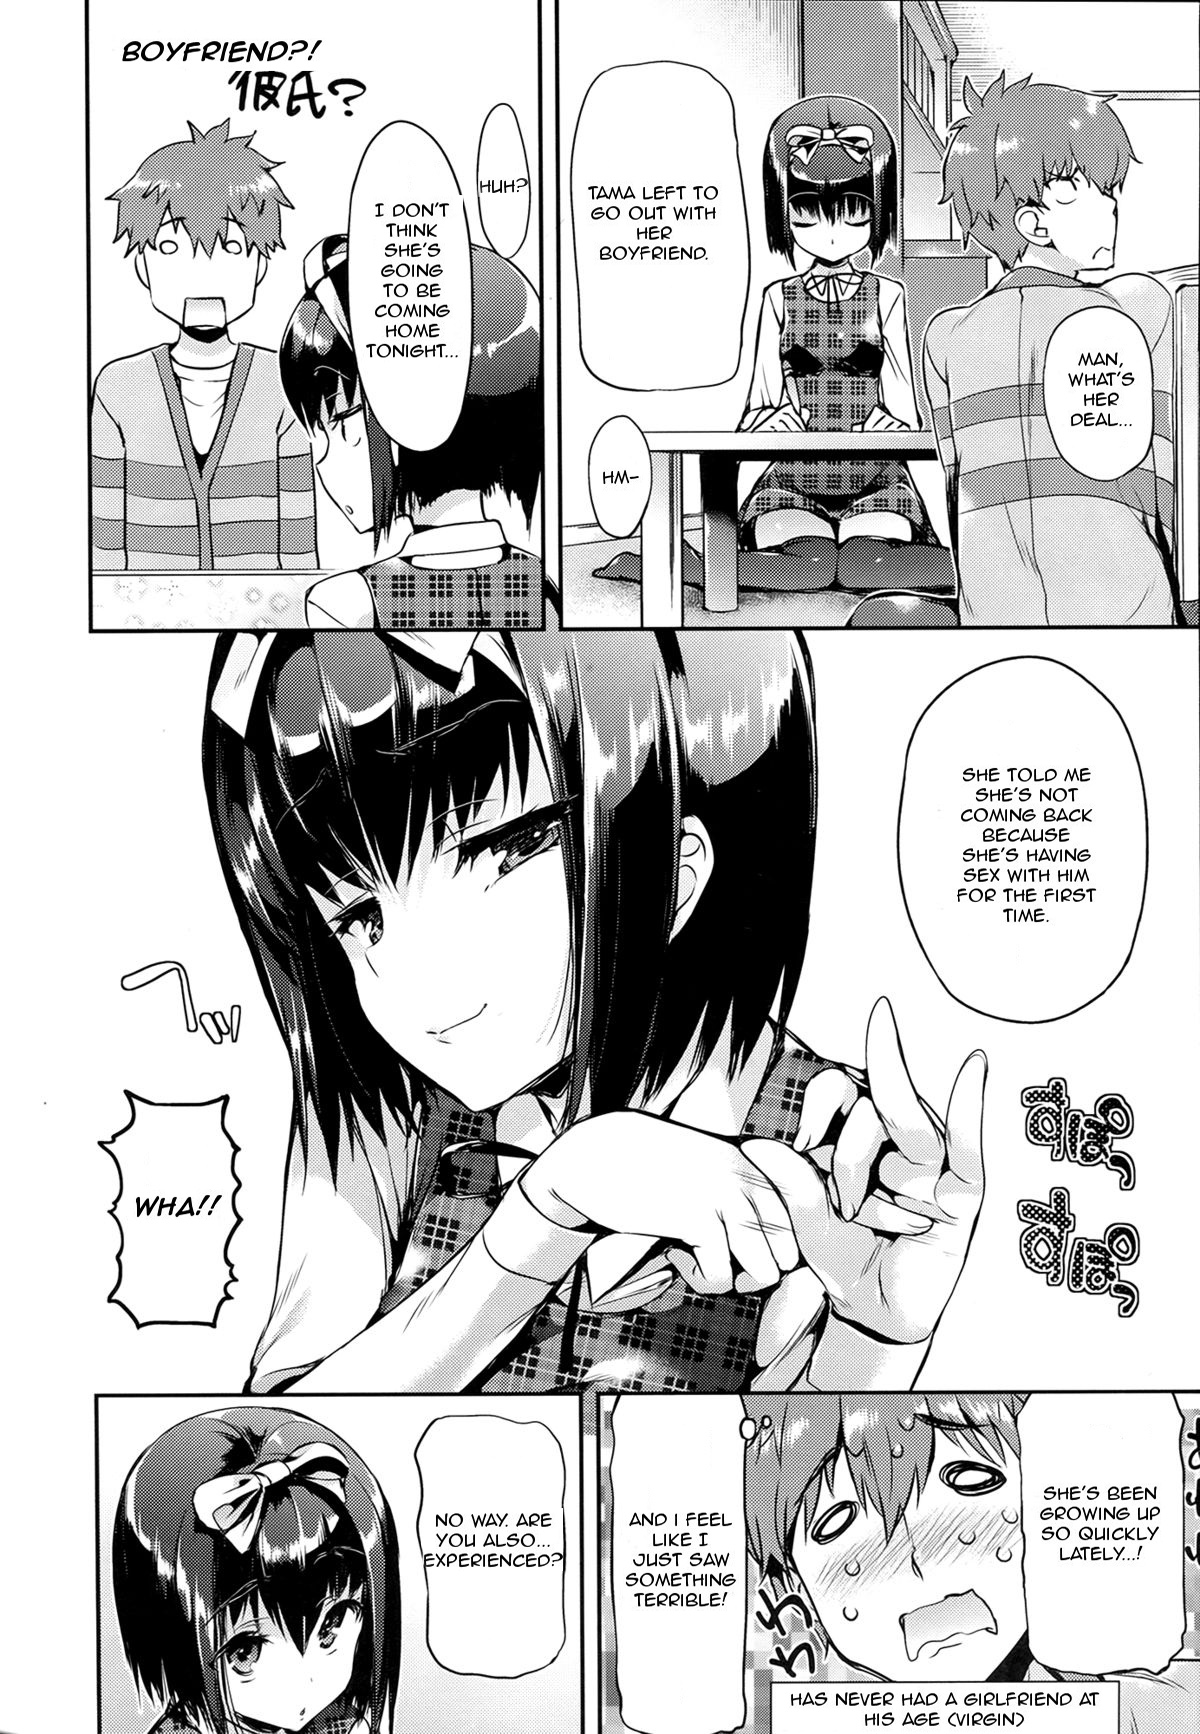 MAN,
WHAT'S
HER
DEAL...
TAMA LEFT TO
GO OUT WITH
HER
BOYFRIEND.
HM-
HUH?
I DON'T
THINK
SHE'S
GOING
TO BE
COMING
HOME
TONIGHT...
BOYFRIEND?!
彼氏?
SHE TOLD ME
SHE'S NOT
COMING BACK
BECAUSE
SHE'S HAVING
SEX WITH HIM
FOR THE FIRST
TIME.
WHA!!
SHE'S BEEN
GROWING UP
SO QUICKLY
LATELY...!
AND I FEEL
LIKE I
JUST SAW
SOMETHING
TERRIBLE!
HAS NEVER HAD A GIRLFRIEND AT
HIS AGE (VIRGIN)
NO WAY. ARE
YOU ALSO...
EXPERIENCED?